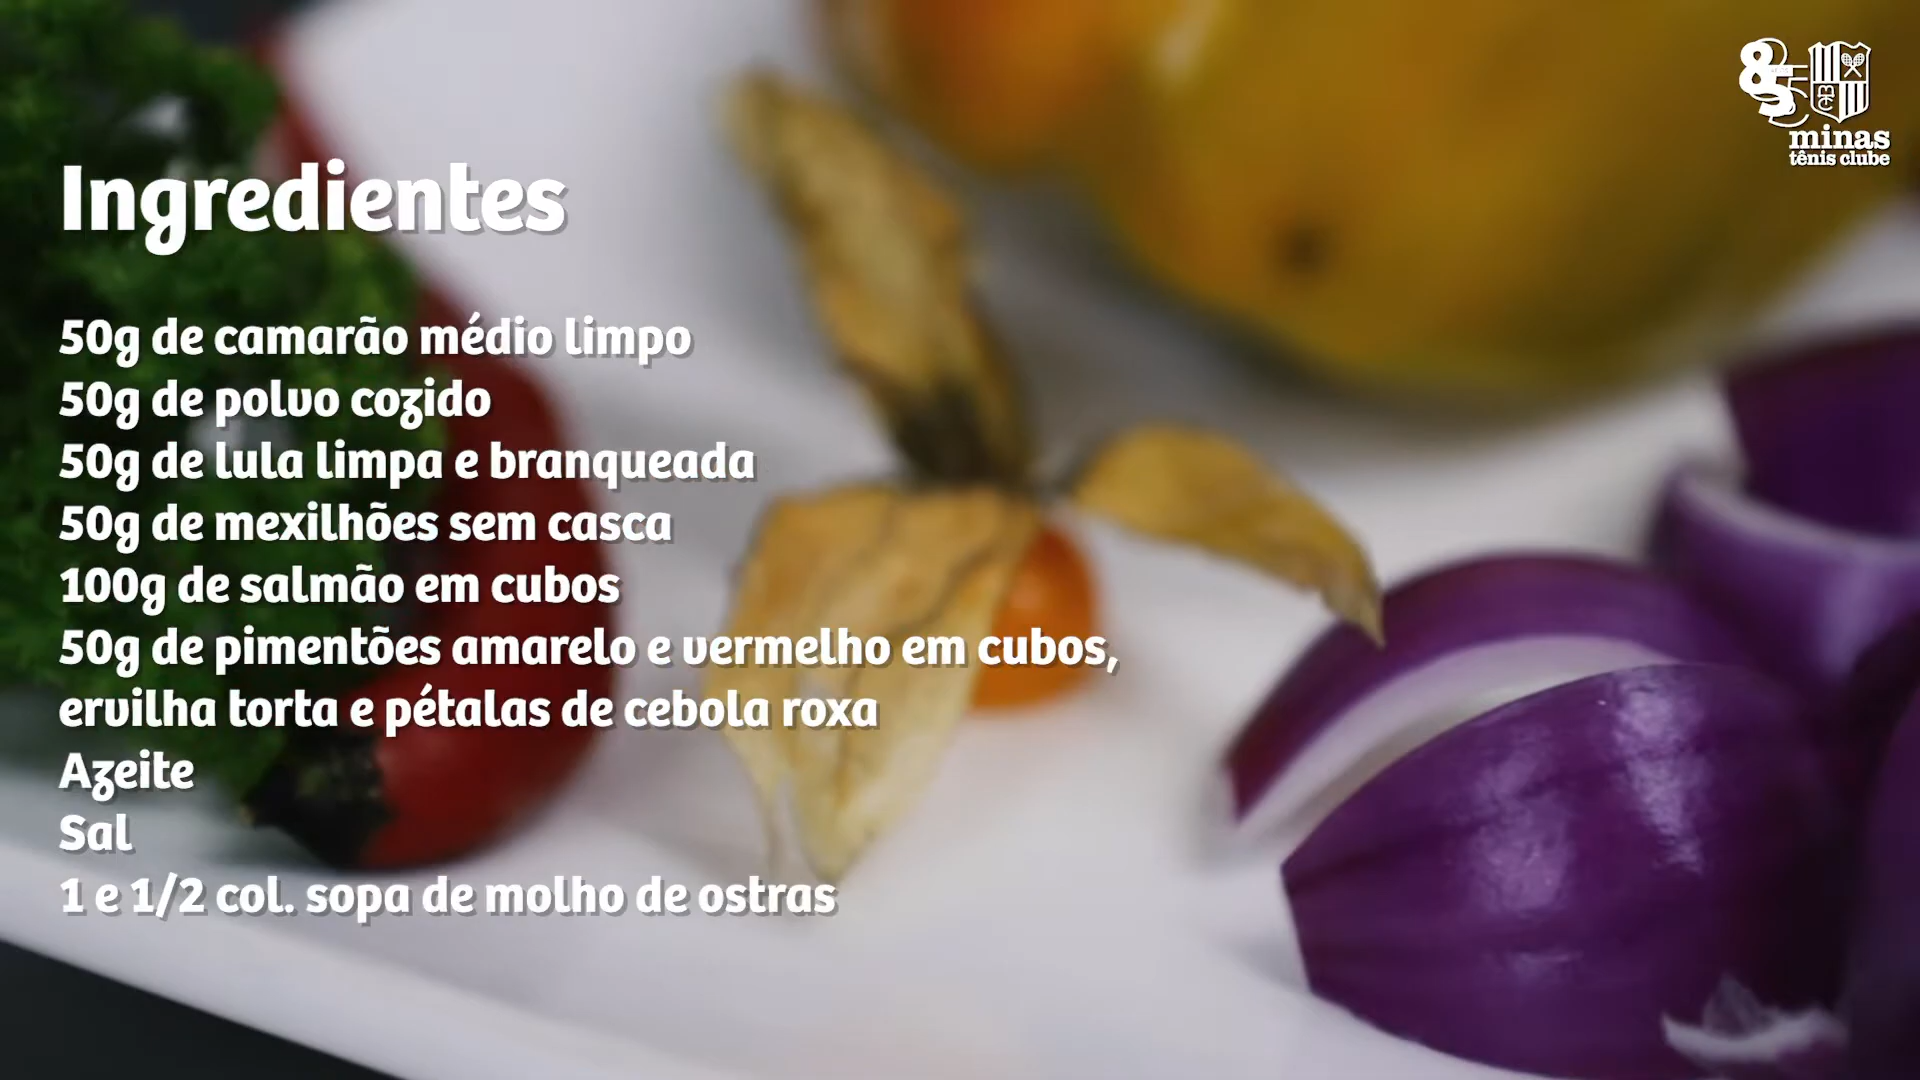 85
MTC
minas
tênis clube
Ingredientes
50g de camarão médio limpo
50g de polvo cozido
50g de lula limpa e branqueada
50g de mexilhões sem casca
100g de salmão em cubos
50g de pimentões amarelo e vermelho em cubos,
ervilha torta e pétalas de cebola roxa
Azeite
Sal
1 e 1/2 col. sopa de molho de ostras